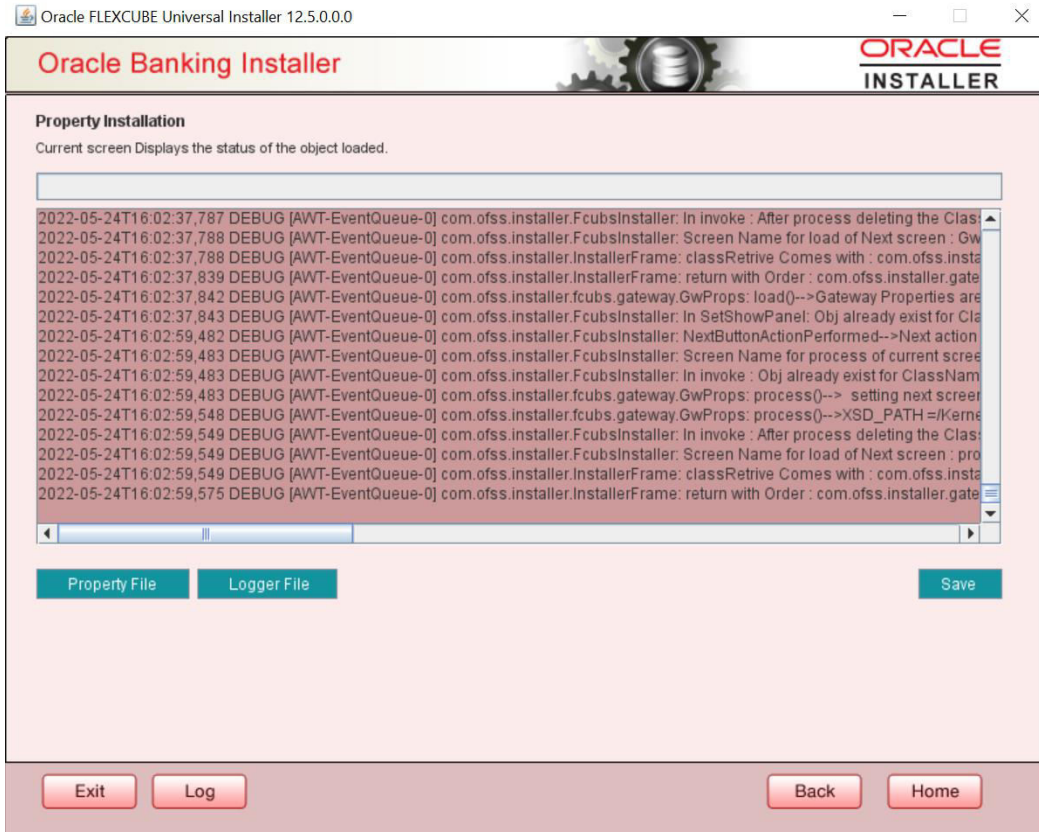 Oracle FLEXCUBE Universal Installer 12.5.0.0.0
Oracle Banking Installer
ORACLE
INSTALLER
Property Installation
Current screen Displays the status of the object loaded.
2022-05-24T16:02:37,787 DEBUG [AWT-EventQueue-0] com.ofss.installer.FcubsInstaller: In invoke : After process deleting the Clas
2022-05-24T16:02:37,788 DEBUG [AWT-EventQueue-0] com.ofss.installer.FcubsInstaller: Screen Name for load of Next screen : Gw
2022-05-24T16:02:37,788 DEBUG [AWT-EventQueue-0] com.ofss.installer.InstallerFrame: classRetrive Comes with : com.ofss.insta
2022-05-24T16:02:37,839 DEBUG [AWT-EventQueue-0] com.ofss.installer.InstallerFrame: return with Order : com.ofss.installer.gate
2022-05-24T16:02:37,842 DEBUG [AWT-EventQueue-0] com.ofss.installer.fcubs.gateway.GwProps: load()-->Gateway Properties are
2022-05-24T16:02:37,843 DEBUG [AWT-EventQueue-0] com.ofss.installer.FcubsInstaller: In SetShowPanel: Obj already exist for Cla
2022-05-24T16:02:59,482 DEBUG [AWT-EventQueue-0] com.ofss.installer.FcubsInstaller: NextButtonActionPerformed-->Next action
2022-05-24T16:02:59,483 DEBUG [AWT-EventQueue-0] com.ofss.installer.FcubsInstaller: Screen Name for process of current scree
2022-05-24T16:02:59,483 DEBUG [AWT-EventQueue-0] com.ofss.installer.FcubsInstaller: In invoke : Obj already exist for ClassNam
2022-05-24T16:02:59,483 DEBUG [AWT-EventQueue-0] com.ofss.installer.fcubs.gateway.GwProps: process()--> setting next screen
2022-05-24T16:02:59,548 DEBUG [AWT-EventQueue-0] com.ofss.installer.fcubs.gateway.GwProps: process()-->XSD_PATH =/Kerne
2022-05-24T16:02:59,549 DEBUG [AWT-EventQueue-0] com.ofss.installer.FcubsInstaller: In invoke : After process deleting the Clas
2022-05-24T16:02:59,549 DEBUG [AWT-EventQueue-0] com.ofss.installer.FcubsInstaller: Screen Name for load of Next screen : pro
2022-05-24T16:02:59,549 DEBUG [AWT-EventQueue-0] com.ofss.installer.InstallerFrame: classRetrive Comes with : com.ofss.insta
2022-05-24T16:02:59,575 DEBUG [AWT-EventQueue-0] com.ofss.installer.InstallerFrame: return with Order : com.ofss.installer.gate
Property File Logger File Save
Exit Log Back Home